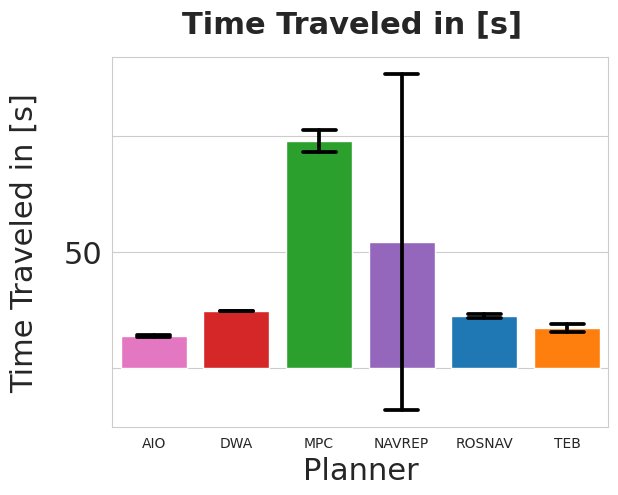 Time Traveled in [s]
Time Traveled in [s]
50
AIO DWA MPC NAVREP ROSNAV TEB
Planner